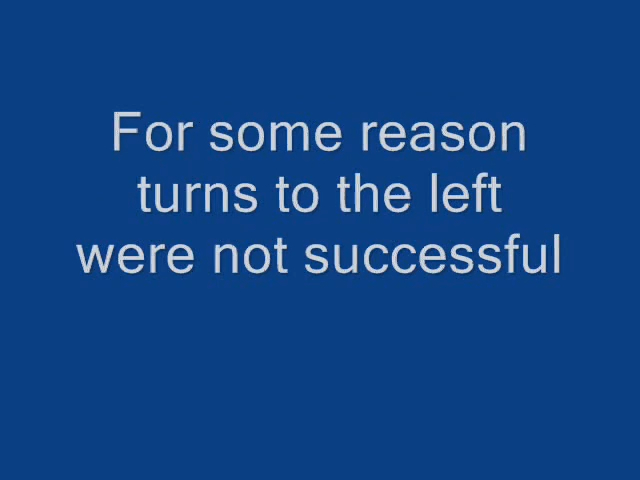 For some reason
turns to the left
were not successful